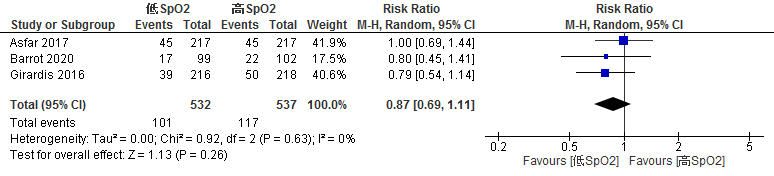 低SpO2 高SpO2 Risk Ratio Risk Ratio
Study or Subgroup Events Total Events Total Weight M-H, Random, 95% CI M-H, Random, 95% CI
Asfar 2017 45 217 45 217 41.9% 1.00 [0.69, 1.44]
Barrot 2020 17 99 22 102 17.5% 0.80 [0.45, 1.41]
Girardis 2016 39 216 50 218 40.6% 0.79 [0.54, 1.14]
Total (95% CI) 532 537 100.0% 0.87 [0.69, 1.11]
Total events 101 117
Heterogeneity: Tau² = 0.00; Chi² = 0.92, df = 2 (P = 0.63); I² = 0%
Test for overall effect: Z = 1.13 (P = 0.26)
0.2 0.5 1 2 5
Favours [低SpO2] Favours [高SpO2]